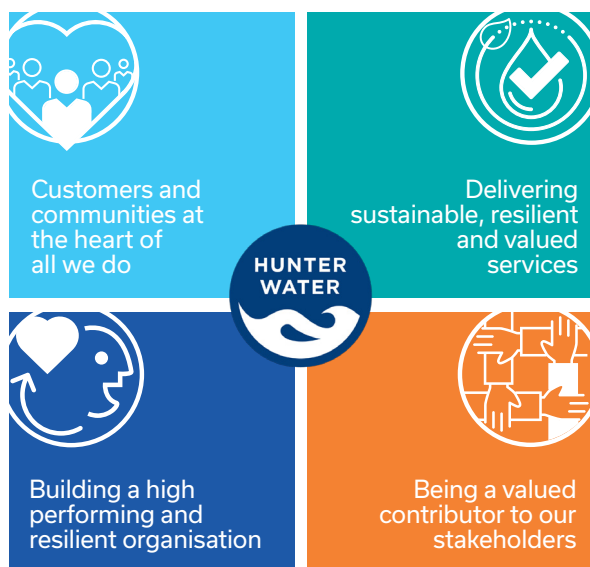 Customers and
communities at
the heart of
all we do
Delivering
sustainable, resilient
and valued
services
HUNTER
WATER
Building a high
performing and
resilient organisation
Being a valued
contributor to our
stakeholders